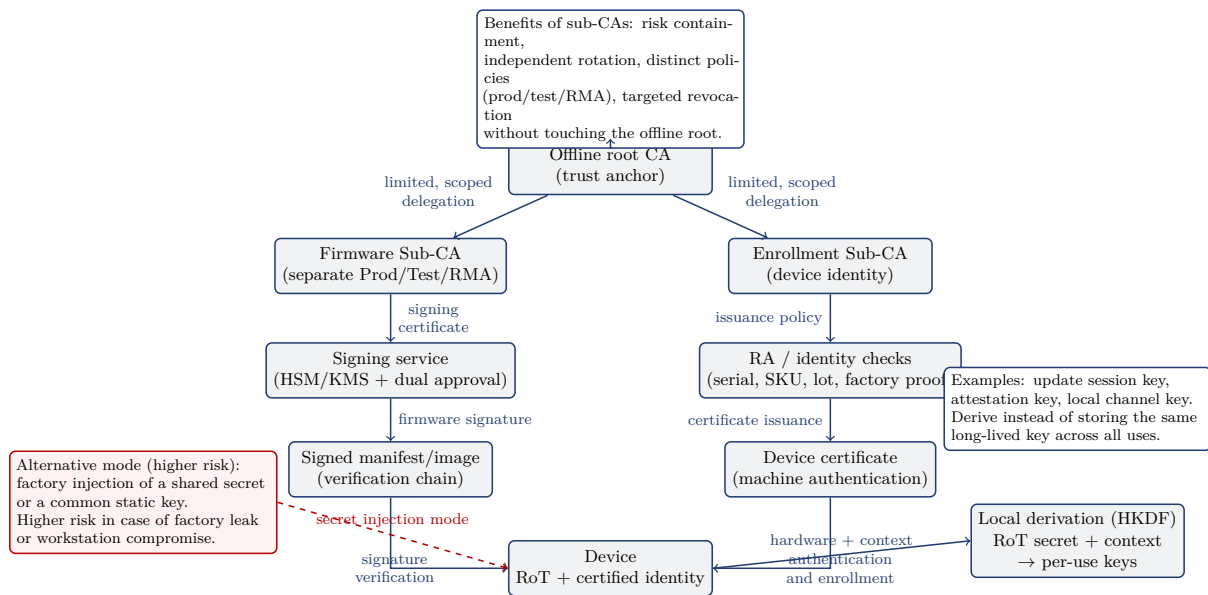 Benefits of sub-CAs: risk contain-
ment,
independent rotation, distinct poli-
cies
(prod/test/RMA), targeted revoca-
tion
without touching the offline root.
Offline root CA
(trust anchor)
limited, scoped
delegation
limited, scoped
delegation
Firmware Sub-CA
(separate Prod/Test/RMA)
Enrollment Sub-CA
(device identity)
signing
certificate
issuance policy
Signing service
(HSM/KMS + dual approval)
RA / identity checks
(serial, SKU, lot, factory proof
Examples: update session key,
attestation key, local channel key.
Derive instead of storing the same
long-lived key across all uses.
firmware signature
certificate issuance
Signed manifest/image
(verification chain)
Device certificate
(machine authentication)
Alternative mode (higher risk):
factory injection of a shared secret
or a common static key.
Higher risk in case of factory leak
or workstation compromise.
secret injection mode
signature
verification
Device
RoT + certified identity
hardware + context
authentication
and enrollment
Local derivation (HKDF)
RoT secret + context
→ per-use keys